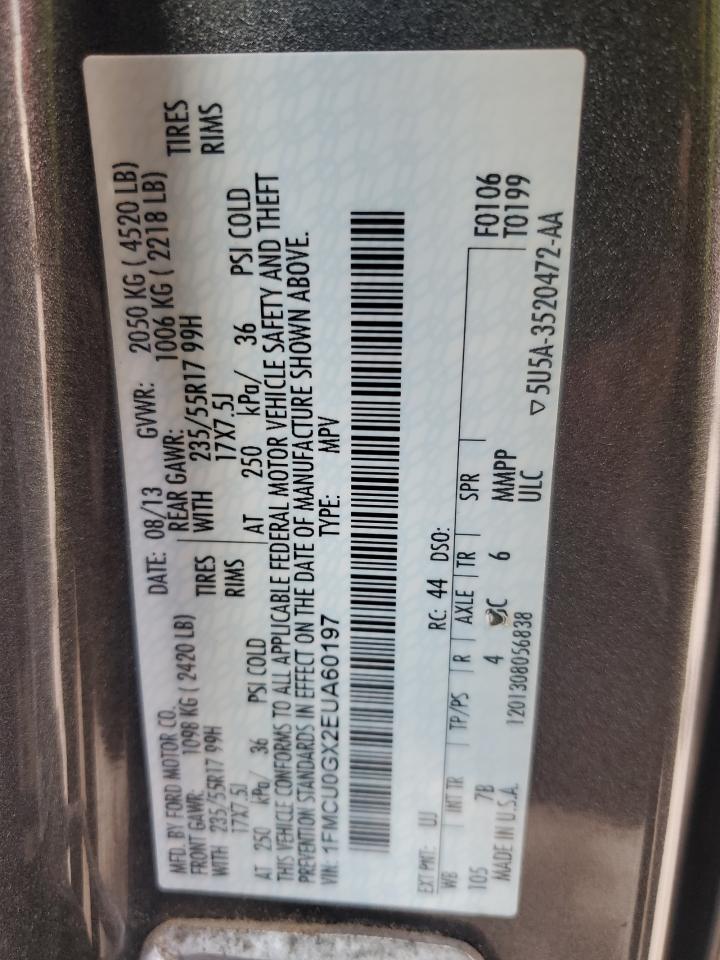 MFD. BY FORD MOTOR CO.
DATE: 08/13 GVWR: 2050 KG ( 4520 LB)
FRONT GAWR: 1098 KG ( 2420 LB) REAR GAWR: 1006 KG ( 2218 LB)
WITH 235/55R17 99H TIRES WITH 235/55R17 99H TIRES
17X7.5J RIMS 17X7.5J RIMS
AT 250 kPa/ 36 PSI COLD AT 250 kPa/ 36 PSI COLD
THIS VEHICLE CONFORMS TO ALL APPLICABLE FEDERAL MOTOR VEHICLE SAFETY AND THEFT
PREVENTION STANDARDS IN EFFECT ON THE DATE OF MANUFACTURE SHOWN ABOVE.
VIN: 1FMCU0GX2EUA60197 TYPE: MPV
EXT PNT: UJ RC: 44 DSO:
WB INT TR TP/PS R AXLE TR SPR F0106
105 7B 4 C 6 MMPP T0199
MADE IN U.S.A. 1201308056838 ULC
▽5U5A-3520472-AA